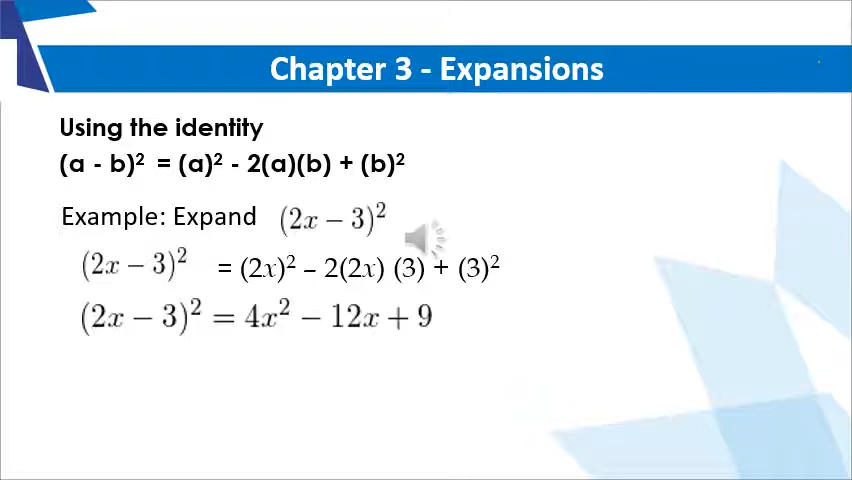 Chapter 3 - Expansions
Using the identity
(a - b)² = (a)² - 2(a)(b) + (b)²
Example: Expand (2x − 3)²
(2x − 3)² = (2x)² – 2(2x) (3) + (3)²
(2x − 3)² = 4x² − 12x + 9